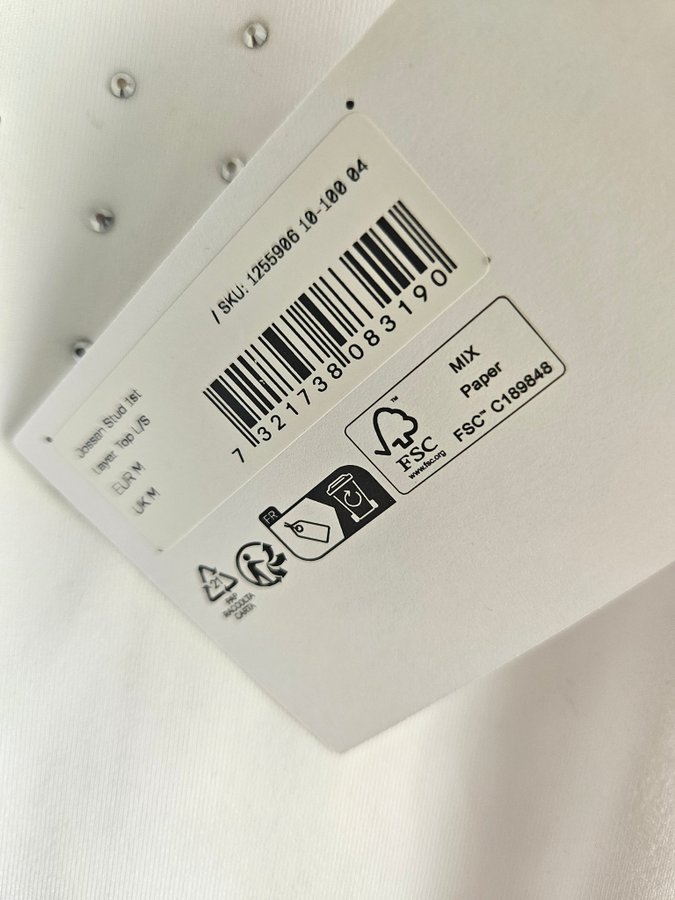 / SKU: 1255906 10-100 04
7 321738 083190
Jossan Stud 1st
Layer Top L/S
EUR M
UK M
MIX
Paper
FSC™ C189848
™
FSC
www.fsc.org
FR
21
PAP
RACCOLTA
CARTA